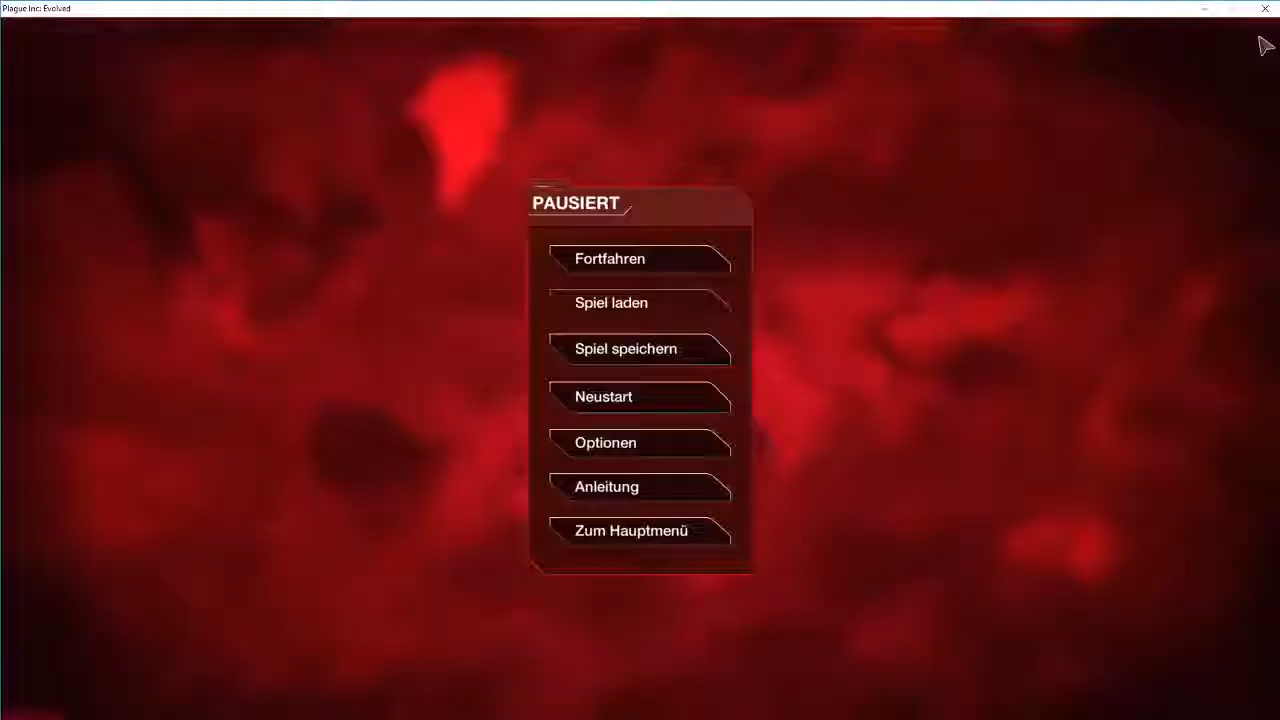 Plague Inc: Evolved
PAUSIERT
Fortfahren
Spiel laden
Spiel speichern
Neustart
Optionen
Anleitung
Zum Hauptmenü